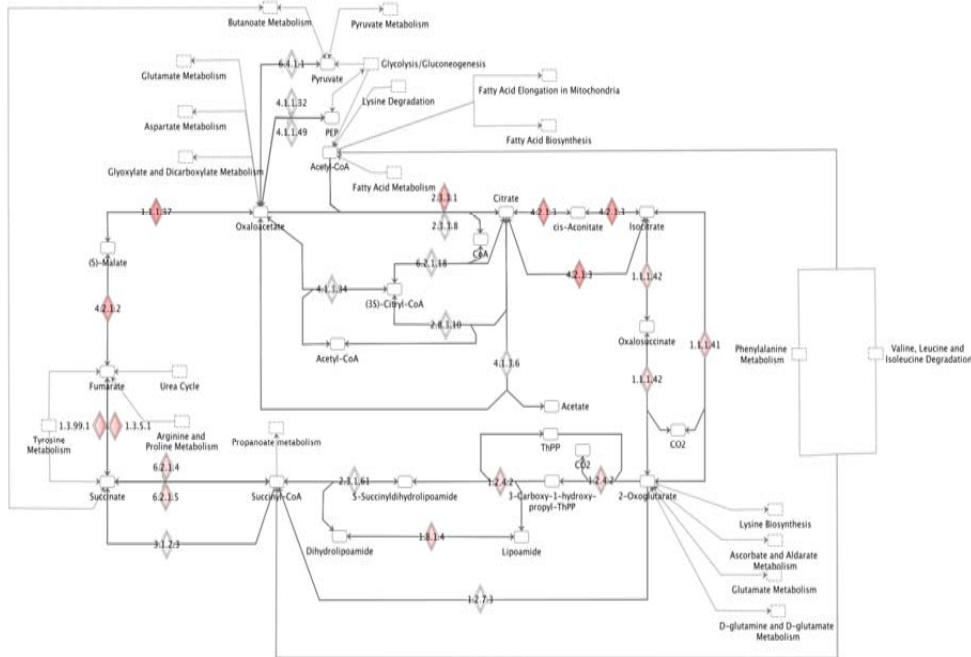 Butanoate Metabolism
Pyruvate Metabolism
6.4.1.1
Pyruvate
Glycolysis/Gluconeogenesis
Glutamate Metabolism
4.1.1.32
Lysine Degradation
Fatty Acid Elongation in Mitochondria
Aspartate Metabolism
4.1.1.49
PEP
Fatty Acid Biosynthesis
Glyoxylate and Dicarboxylate Metabolism
Acetyl-CoA
Fatty Acid Metabolism
1.1.1.37
Oxaloacetate
2.3.3.1
2.3.3.8
Citrate
4.2.1.3
cis-Aconitate
4.2.1.3
Isocitrate
(S)-Malate
CoA
6.2.1.18
4.2.1.3
1.1.1.42
4.1.3.34
(3S)-Citryl-CoA
4.2.1.2
2.8.3.10
Oxalosuccinate
Acetyl-CoA
4.1.3.6
1.1.1.41
Phenylalanine
Metabolism
Valine, Leucine and
Isoleucine Degradation
Fumarate
Urea Cycle
1.1.1.42
Acetate
1.3.99.1
1.3.5.1
Tyrosine
Metabolism
Arginine and
Proline Metabolism
Propanoate metabolism
ThPP
CO2
CO2
6.2.1.4
6.2.1.5
Succinate
Succinyl-CoA
2.3.1.61
S-Succinyldihydrolipoamide
1.2.4.2
3-Carboxy-1-hydroxy-
propyl-ThPP
1.2.4.2
2-Oxoglutarate
3.1.2.3
Dihydrolipoamide
1.8.1.4
Lipoamide
Lysine Biosynthesis
Ascorbate and Aldarate
Metabolism
Glutamate Metabolism
1.2.7.3
D-glutamine and D-glutamate
Metabolism